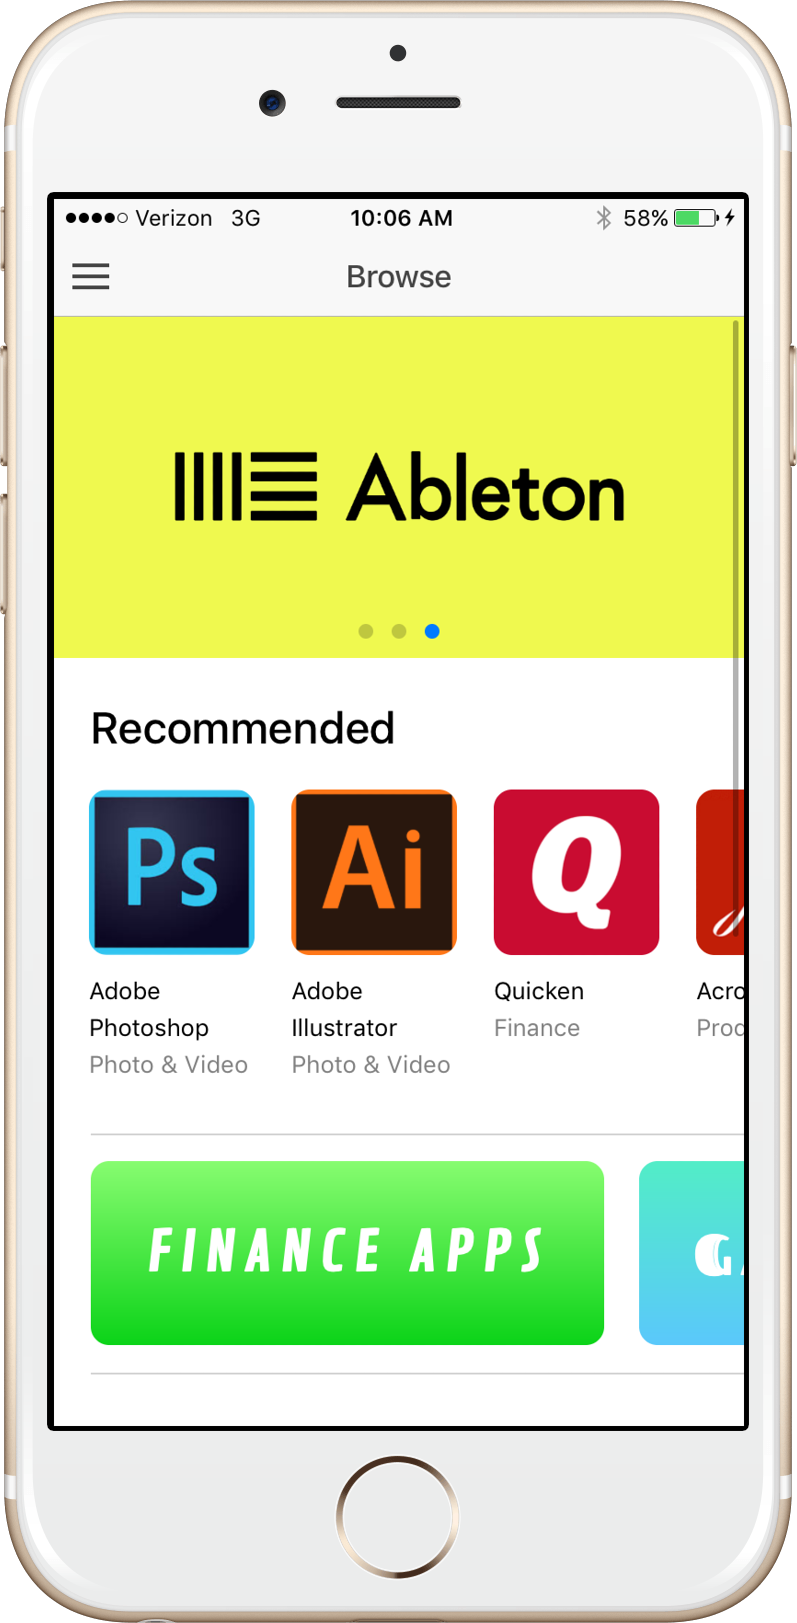 Verizon 3G 10:06 AM 58%
Browse
Ableton
Recommended
Ps Ai Q
Adobe Photoshop
Photo & Video
Adobe Illustrator
Photo & Video
Quicken
Finance
Acro
Prod
FINANCE APPS
G